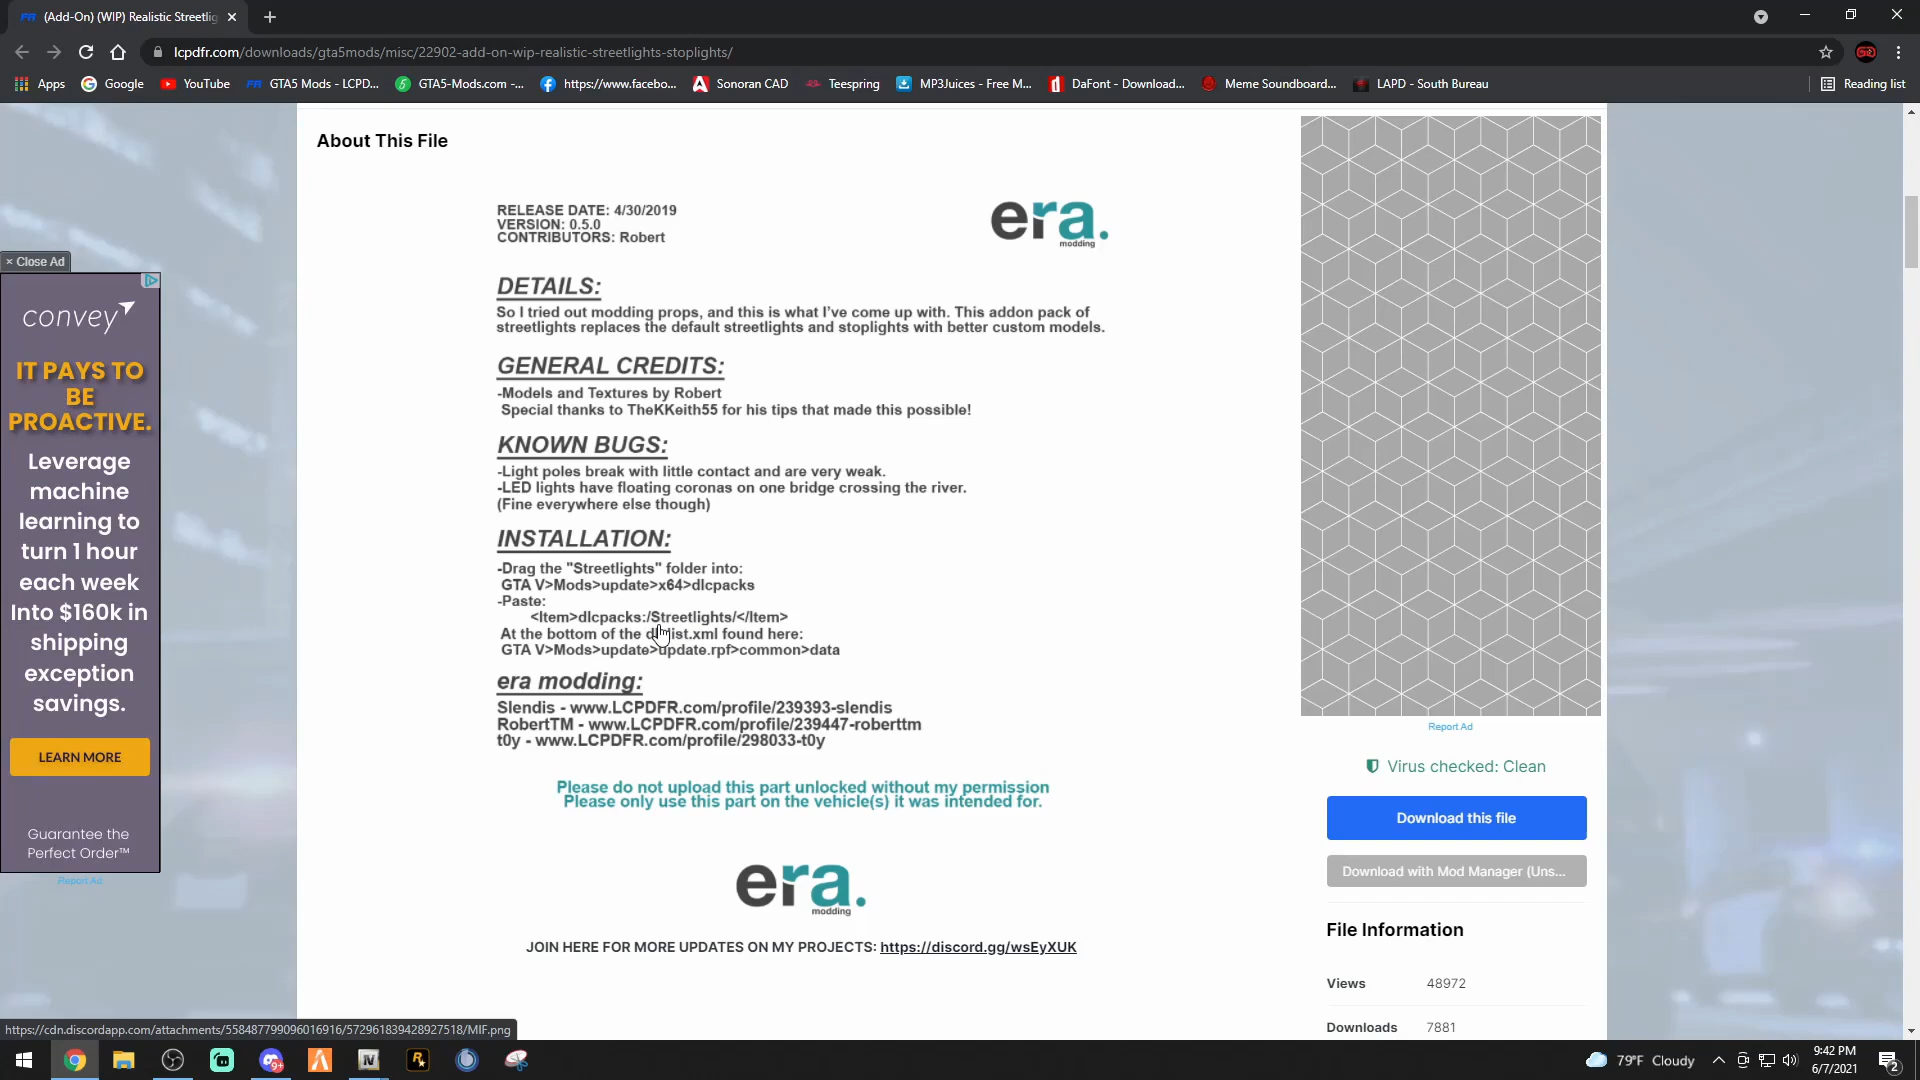 (Add-On) (WIP) Realistic Streetlig
lcpdfr.com/downloads/gta5mods/misc/22902-add-on-wip-realistic-streetlights-stoplights/
Apps
Google
YouTube
GTA5 Mods - LCPD...
GTA5-Mods.com -...
https://www.facebo...
Sonoran CAD
Teespring
MP3Juices - Free M...
DaFont - Download...
Meme Soundboard...
LAPD - South Bureau
Reading list
About This File
RELEASE DATE: 4/30/2019
VERSION: 0.5.0
CONTRIBUTORS: Robert
era.
modding
DETAILS:
So I tried out modding props, and this is what I've come up with. This addon pack of
streetlights replaces the default streetlights and stoplights with better custom models.
GENERAL CREDITS:
-Models and Textures by Robert
Special thanks to TheKKeith55 for his tips that made this possible!
KNOWN BUGS:
-Light poles break with little contact and are very weak.
-LED lights have floating coronas on one bridge crossing the river.
(Fine everywhere else though)
INSTALLATION:
-Drag the "Streetlights" folder into:
GTA V>Mods>update>x64>dlcpacks
-Paste:
<Item>dlcpacks:/Streetlights/</Item>
At the bottom of the list.xml found here:
GTA V>Mods>update>update.rpf>common>data
era modding:
Slendis - www.LCPDFR.com/profile/239393-slendis
RobertTM - www.LCPDFR.com/profile/239447-roberttm
t0y - www.LCPDFR.com/profile/298033-t0y
Please do not upload this part unlocked without my permission
Please only use this part on the vehicle(s) it was intended for.
era.
modding
JOIN HERE FOR MORE UPDATES ON MY PROJECTS: https://discord.gg/wsEyXUK
× Close Ad
convey
IT PAYS TO
BE
PROACTIVE.
Leverage
machine
learning to
turn 1 hour
each week
Into $160k in
shipping
exception
savings.
LEARN MORE
Guarantee the
Perfect Order™
Report Ad
Report Ad
Virus checked: Clean
Download this file
Download with Mod Manager (Uns...
File Information
Views 48972
Downloads 7881
https://cdn.discordapp.com/attachments/558487799096016916/572961839428927518/MIF.png
9+
79°F Cloudy
9:42 PM
6/7/2021
2